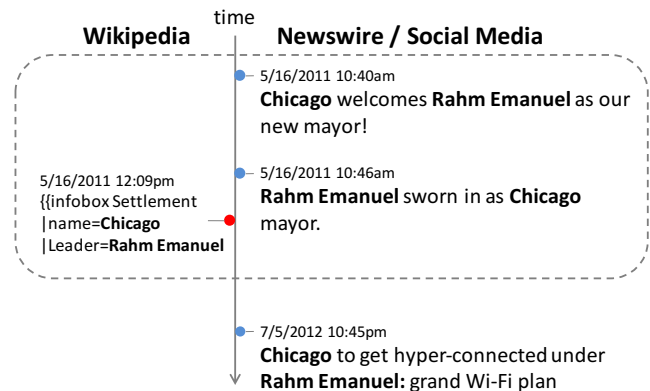 time
Wikipedia
Newswire / Social Media
5/16/2011 10:40am
Chicago welcomes Rahm Emanuel as our
new mayor!
5/16/2011 10:46am
Rahm Emanuel sworn in as Chicago
mayor.
5/16/2011 12:09pm
{{infobox Settlement
|name=Chicago
|Leader=Rahm Emanuel
7/5/2012 10:45pm
Chicago to get hyper-connected under
Rahm Emanuel: grand Wi-Fi plan